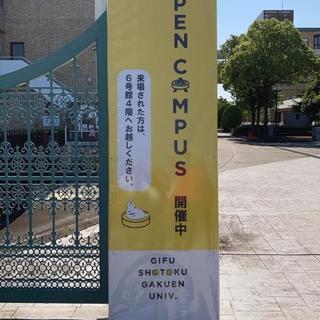 PEN CAMPUS 開催中
来場された方は、
6号館4階へお越しください。
GIFU
SHOTOKU
GAKUEN
UNIV.